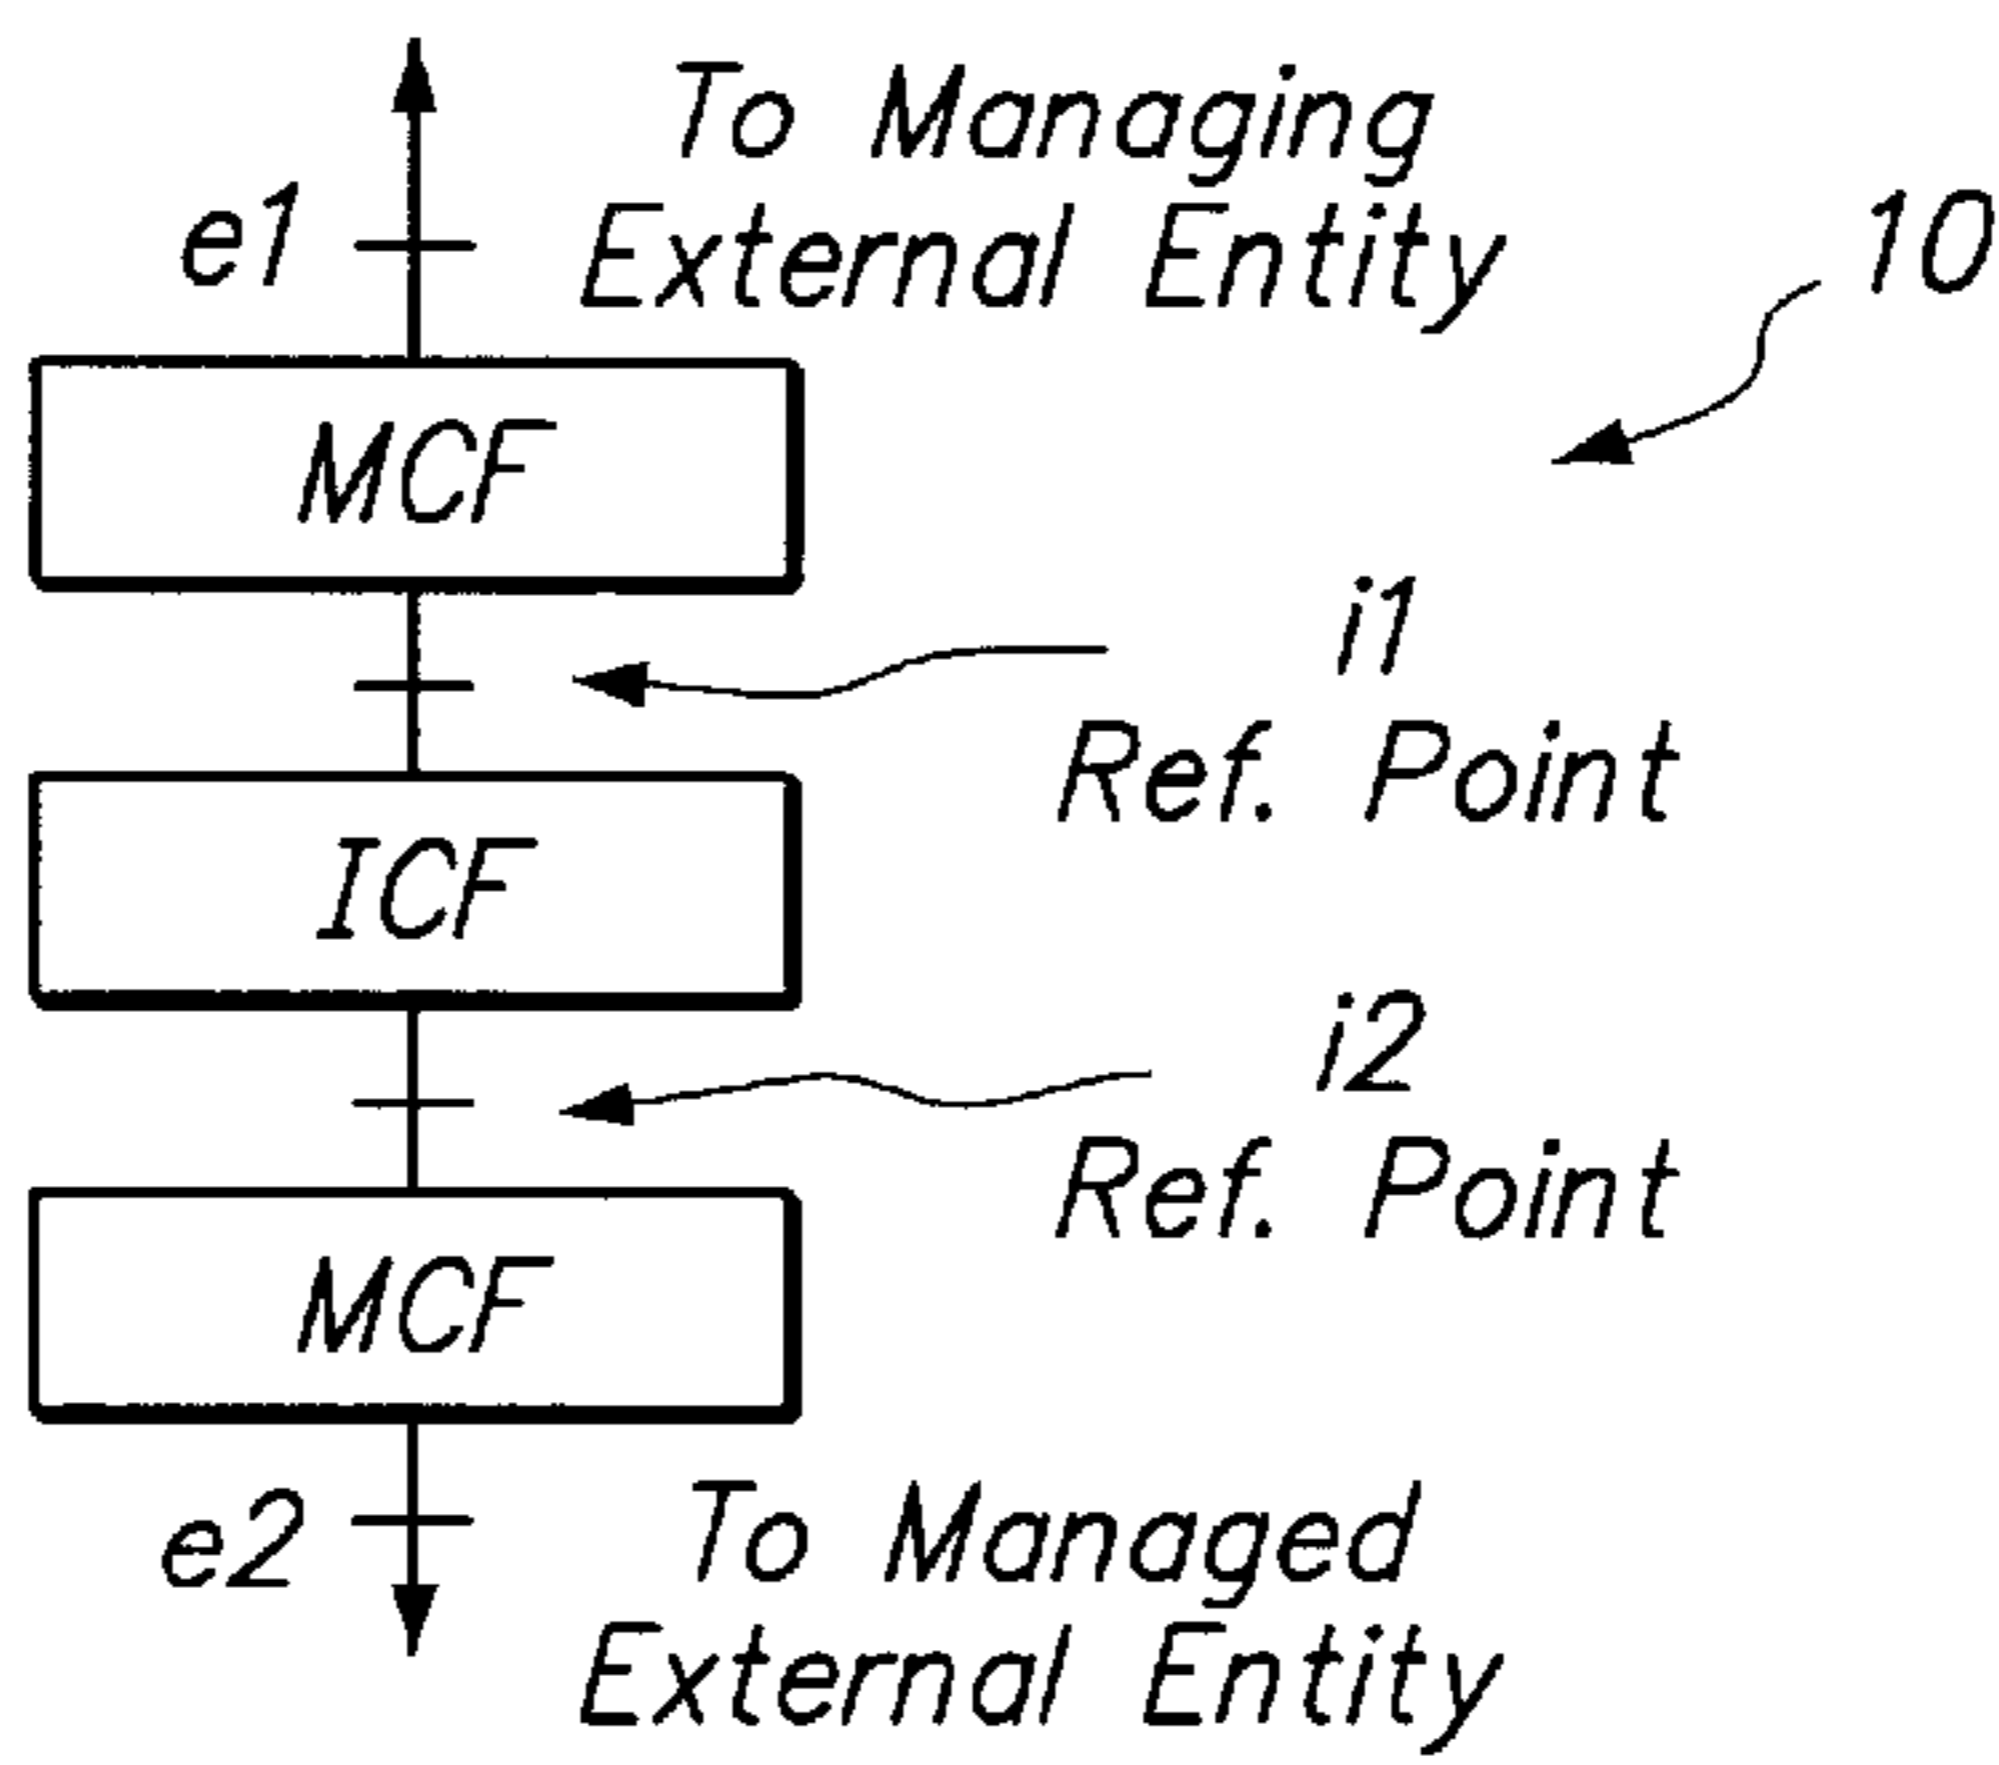 To Managing
External Entity
e1
10
MCF
i1
Ref. Point
ICF
i2
Ref. Point
MCF
e2
To Managed
External Entity